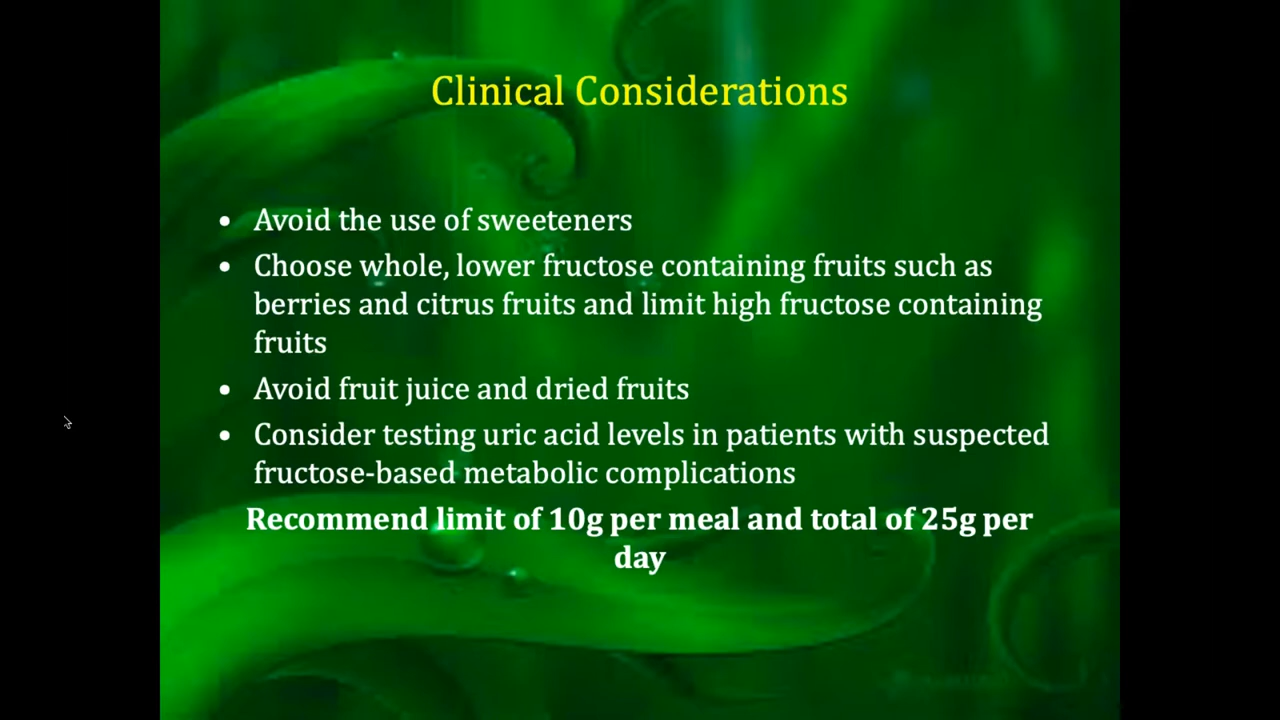 Clinical Considerations
• Avoid the use of sweeteners
• Choose whole, lower fructose containing fruits such as
berries and citrus fruits and limit high fructose containing
fruits
• Avoid fruit juice and dried fruits
• Consider testing uric acid levels in patients with suspected
fructose-based metabolic complications
Recommend limit of 10g per meal and total of 25g per
day